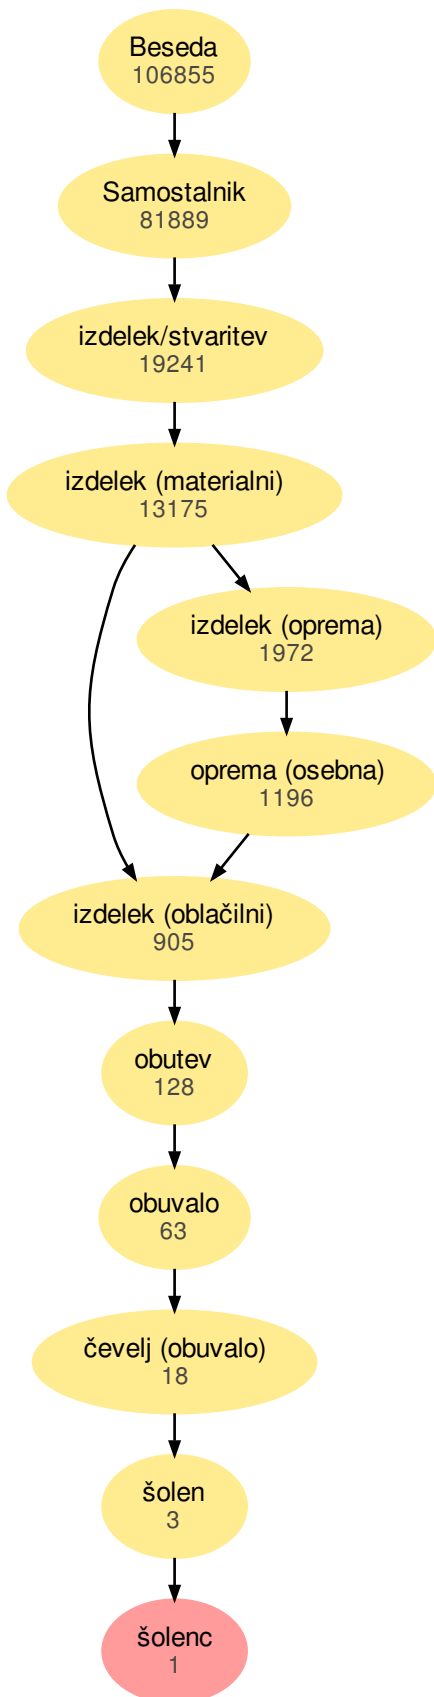 Beseda
106855
Samostalnik
81889
izdelek/stvaritev
19241
izdelek (materialni)
13175
izdelek (oprema)
1972
oprema (osebna)
1196
izdelek (oblačilni)
905
obutev
128
obuvalo
63
čevelj (obuvalo)
18
šolen
3
šolenc
1